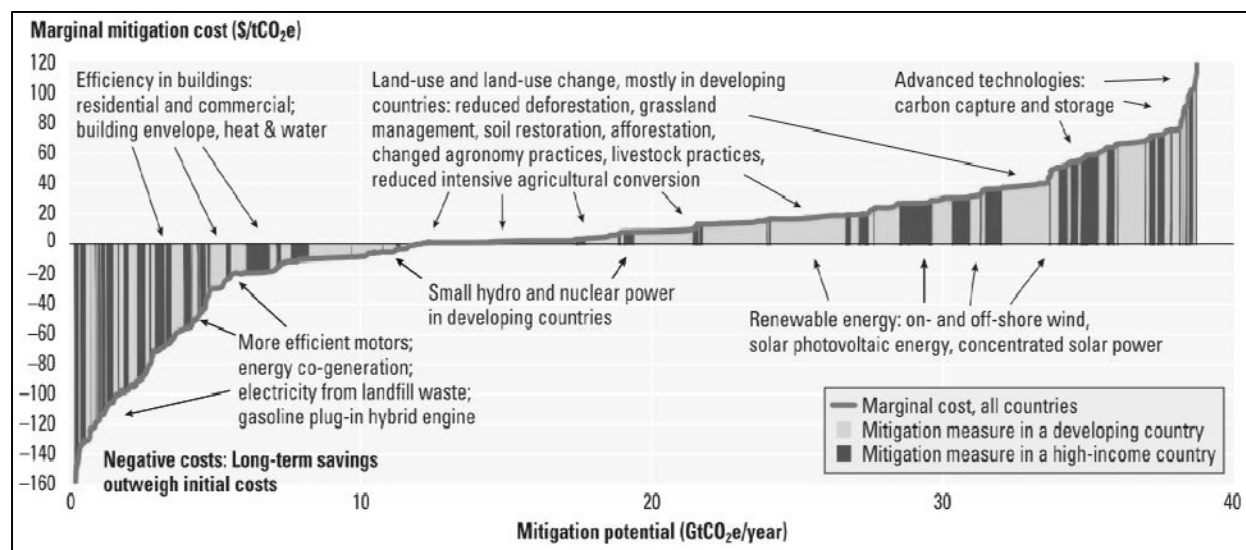 Marginal mitigation cost ($/tCO₂e)
120
100
80
60
40
20
0
–20
–40
–60
–80
–100
–120
–140
–160
Efficiency in buildings:
residential and commercial;
building envelope, heat & water
Land-use and land-use change, mostly in developing
countries: reduced deforestation, grassland
management, soil restoration, afforestation,
changed agronomy practices, livestock practices,
reduced intensive agricultural conversion
Advanced technologies:
carbon capture and storage
Small hydro and nuclear power
in developing countries
Renewable energy: on- and off-shore wind,
solar photovoltaic energy, concentrated solar power
More efficient motors;
energy co-generation;
electricity from landfill waste;
gasoline plug-in hybrid engine
Negative costs: Long-term savings
outweigh initial costs
Marginal cost, all countries
Mitigation measure in a developing country
Mitigation measure in a high-income country
0
10
20
30
40
Mitigation potential (GtCO₂e/year)